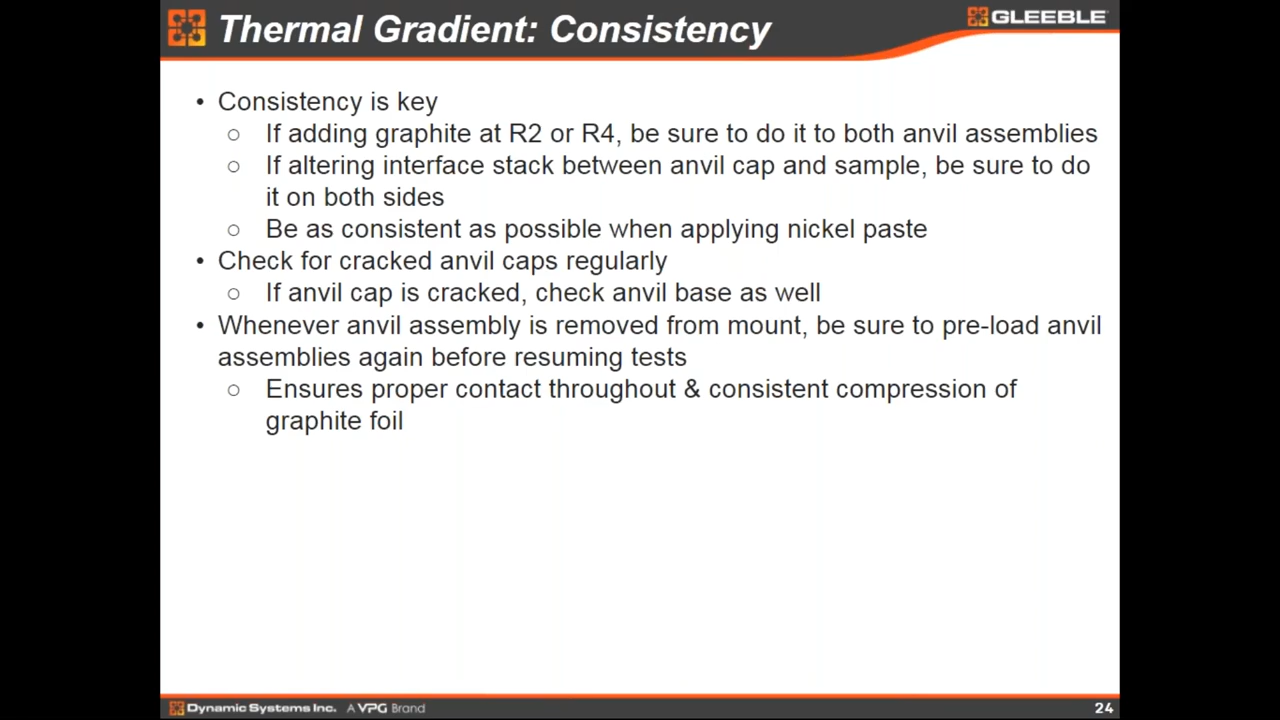 Thermal Gradient: Consistency
GLEEBLE
• Consistency is key
○ If adding graphite at R2 or R4, be sure to do it to both anvil assemblies
○ If altering interface stack between anvil cap and sample, be sure to do
it on both sides
○ Be as consistent as possible when applying nickel paste
• Check for cracked anvil caps regularly
○ If anvil cap is cracked, check anvil base as well
• Whenever anvil assembly is removed from mount, be sure to pre-load anvil
assemblies again before resuming tests
○ Ensures proper contact throughout & consistent compression of
graphite foil
Dynamic Systems Inc. A VPG Brand
24